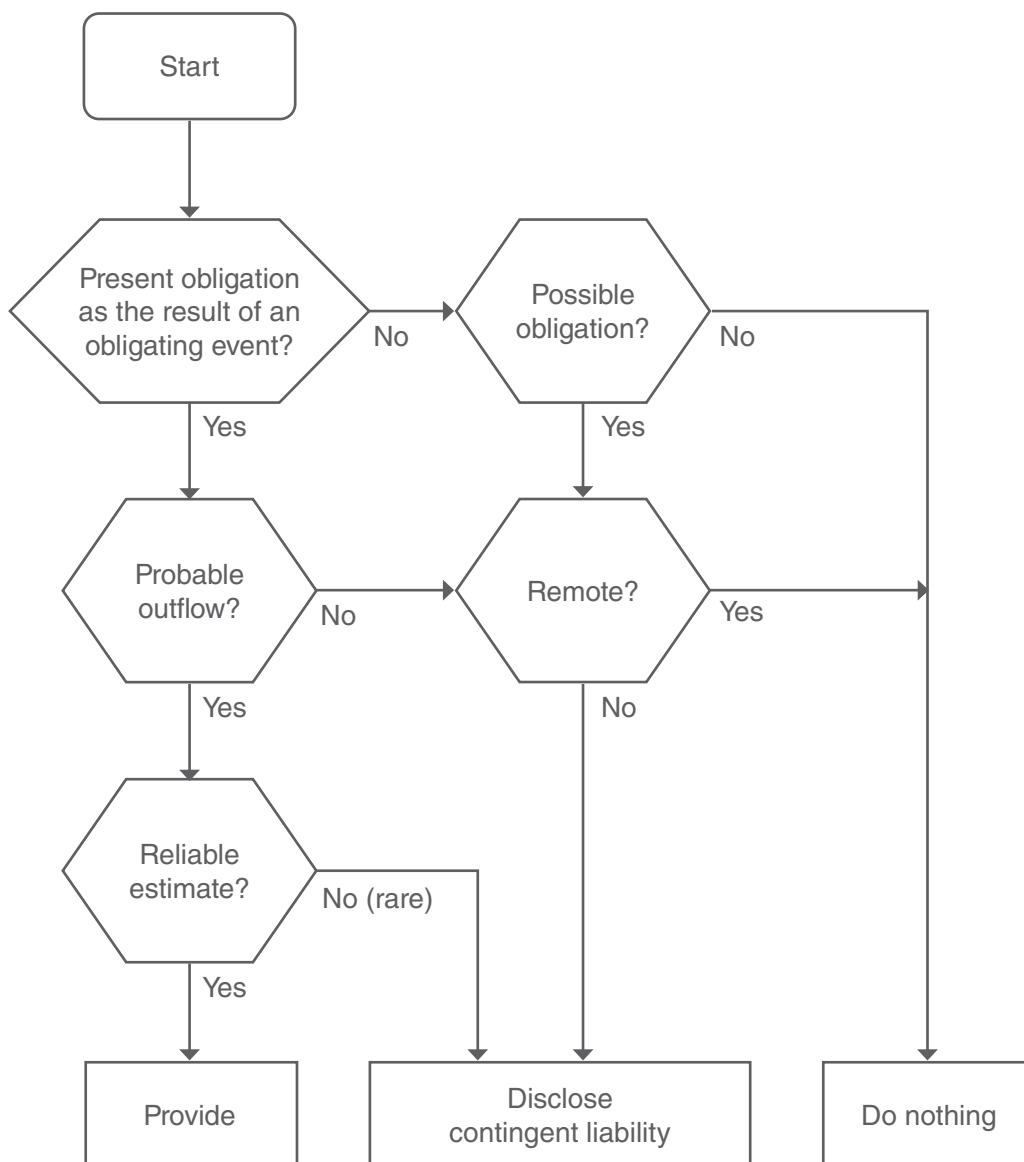 Start
Present obligation
as the result of an
obligating event?
No
Possible
obligation?
No
Yes
Yes
Probable
outflow?
No
Remote?
Yes
Yes
No
Reliable
estimate?
No (rare)
Yes
Provide
Disclose
contingent liability
Do nothing